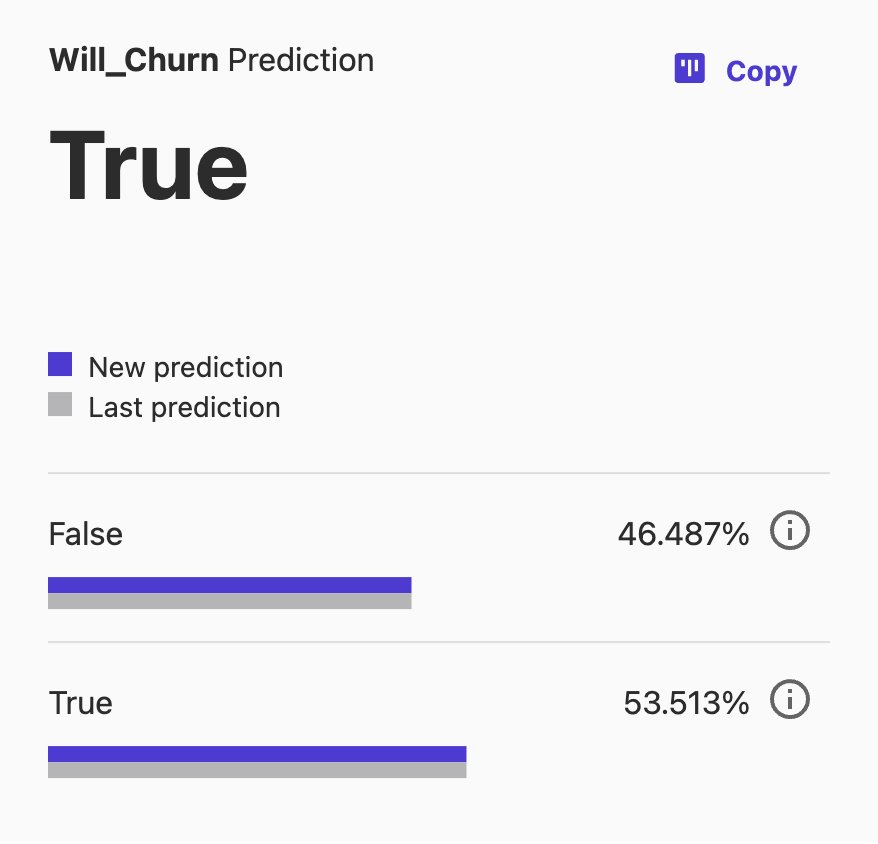 Will_Churn Prediction
Copy
True
New prediction
Last prediction
False 46.487%
True 53.513%